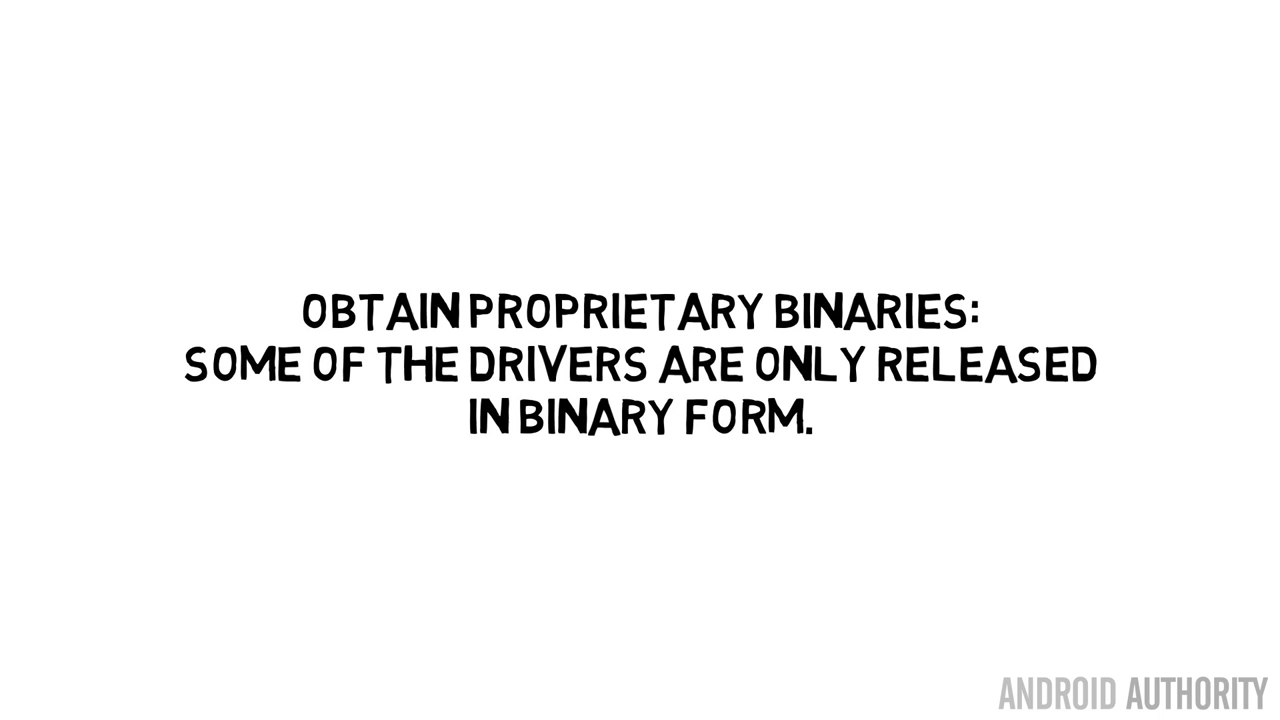 OBTAIN PROPRIETARY BINARIES:
SOME OF THE DRIVERS ARE ONLY RELEASED
IN BINARY FORM.
ANDROID AUTHORITY